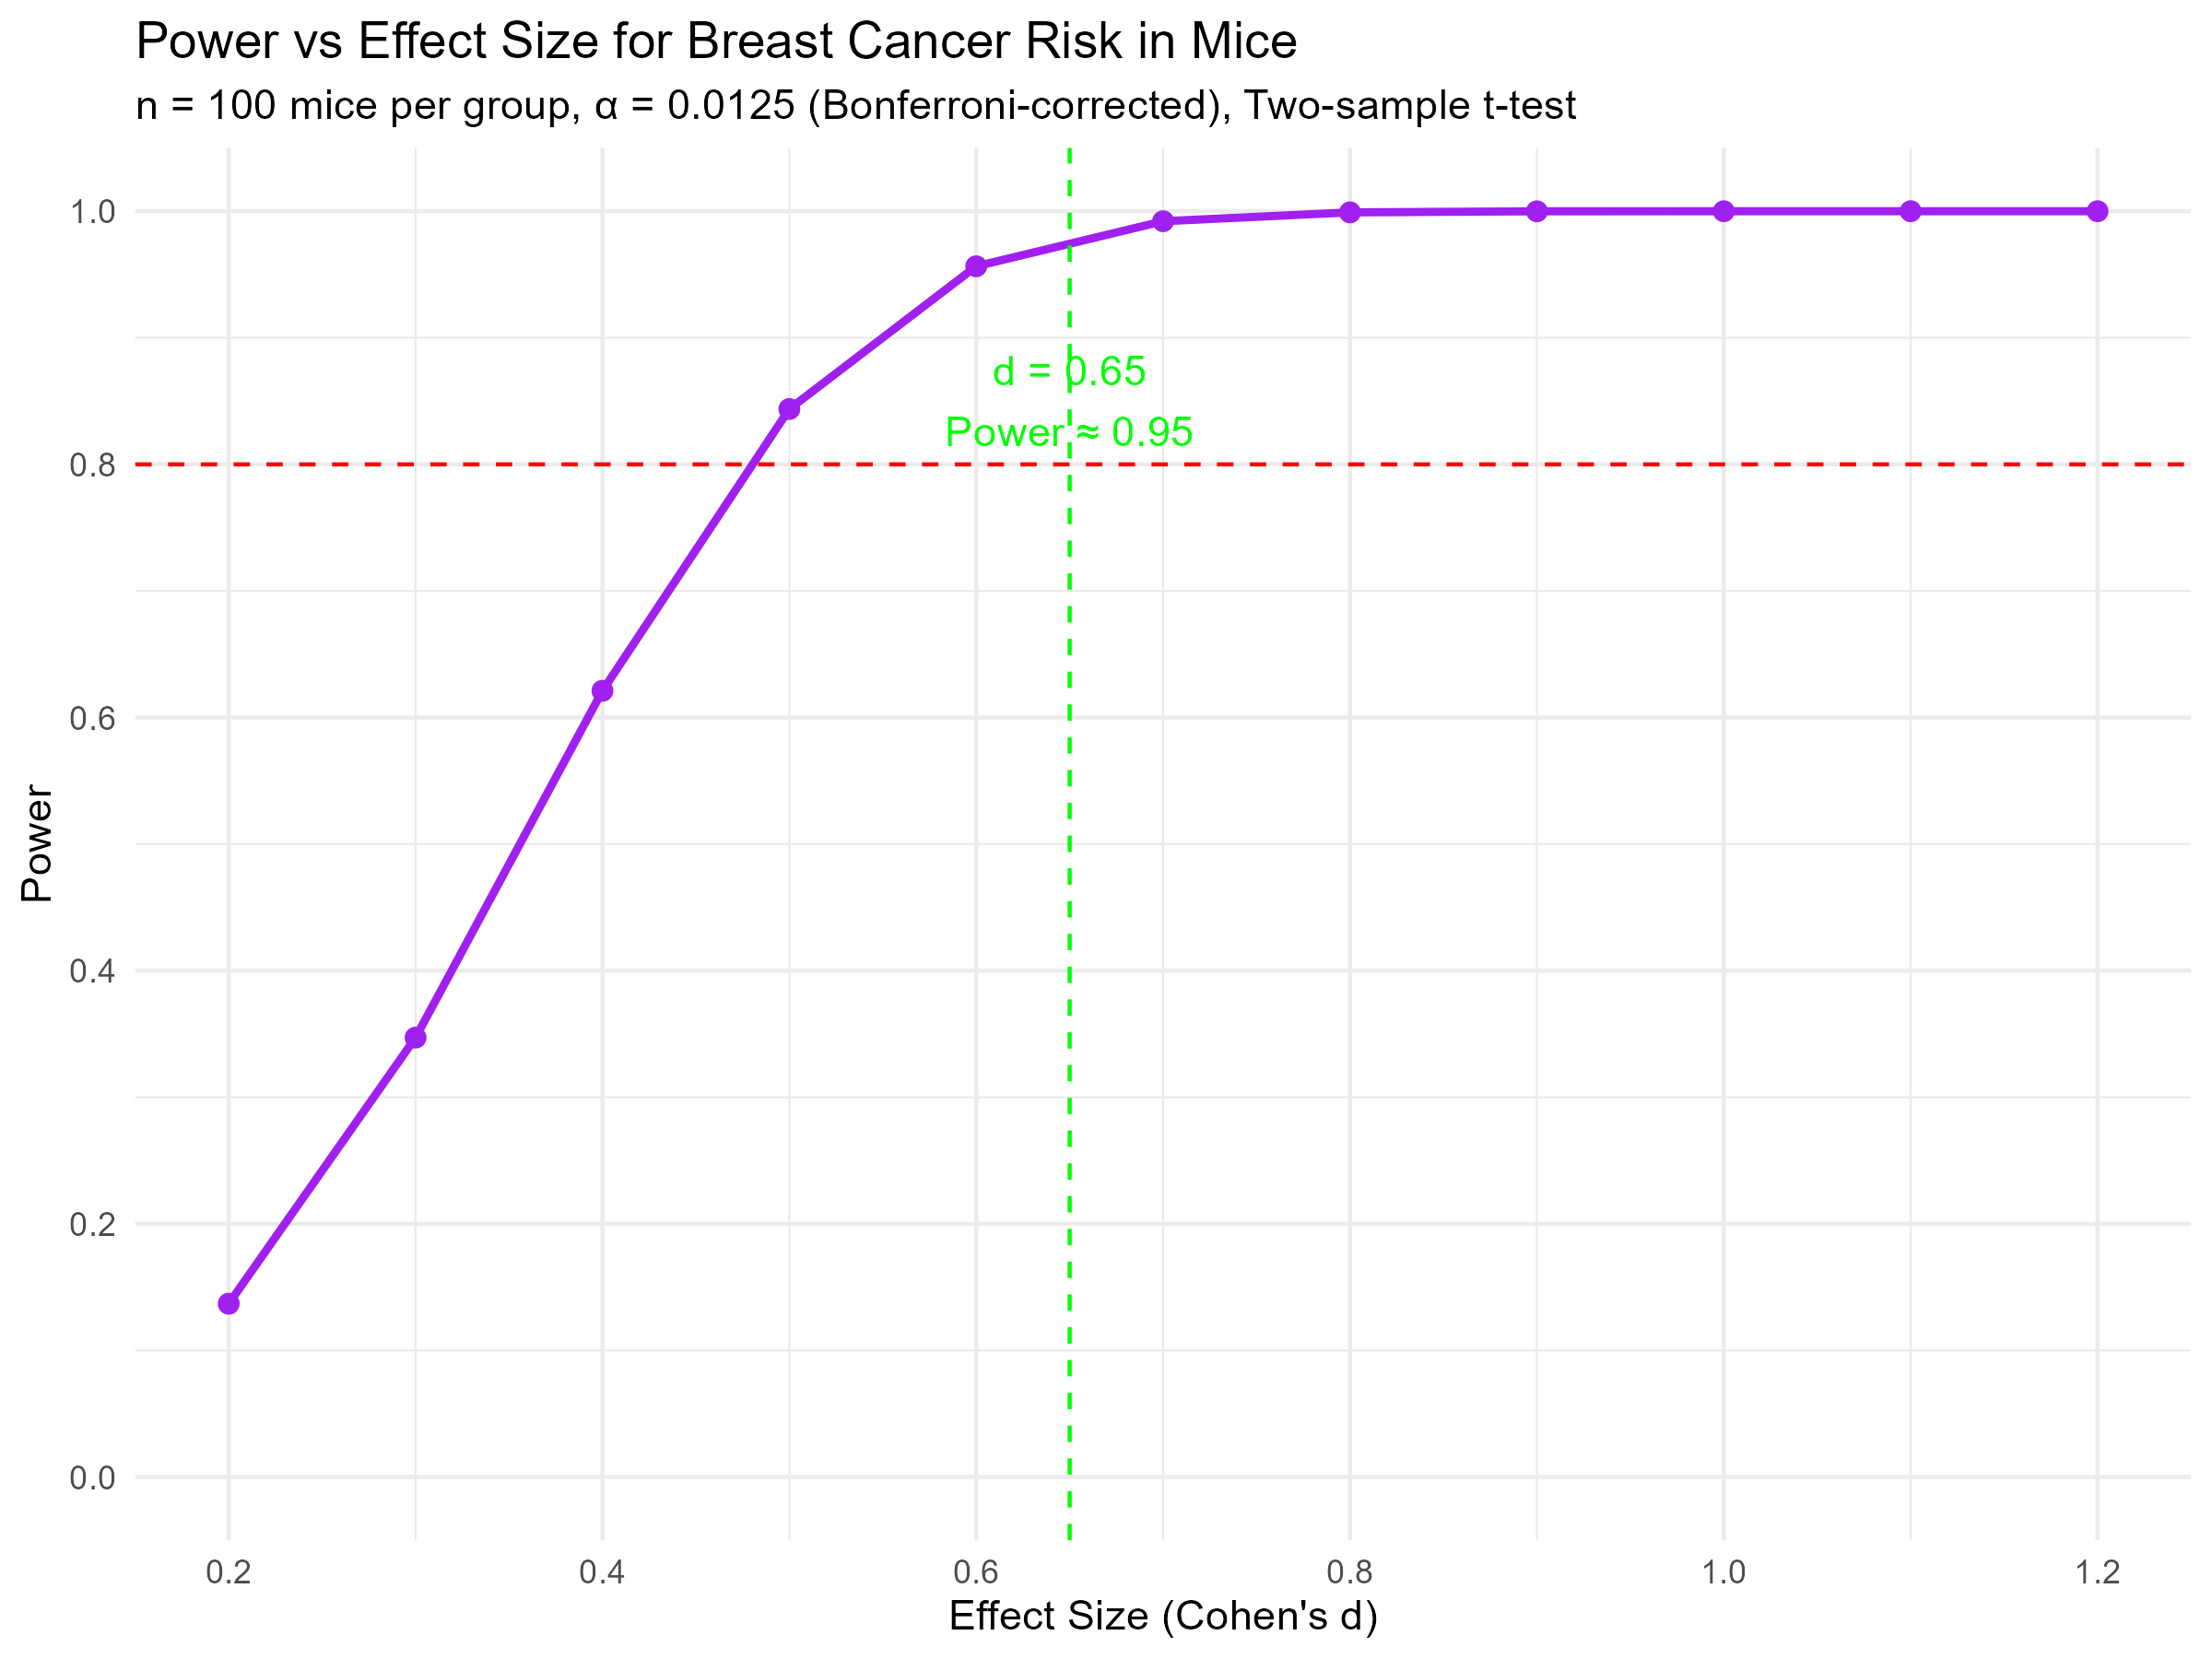 Power vs Effect Size for Breast Cancer Risk in Mice
n = 100 mice per group, α = 0.0125 (Bonferroni-corrected), Two-sample t-test
1.0
d = 0.65
Power ≈ 0.95
0.8
0.6
Power
0.4
0.2
0.0
0.2 0.4 0.6 0.8 1.0 1.2
Effect Size (Cohen's d)